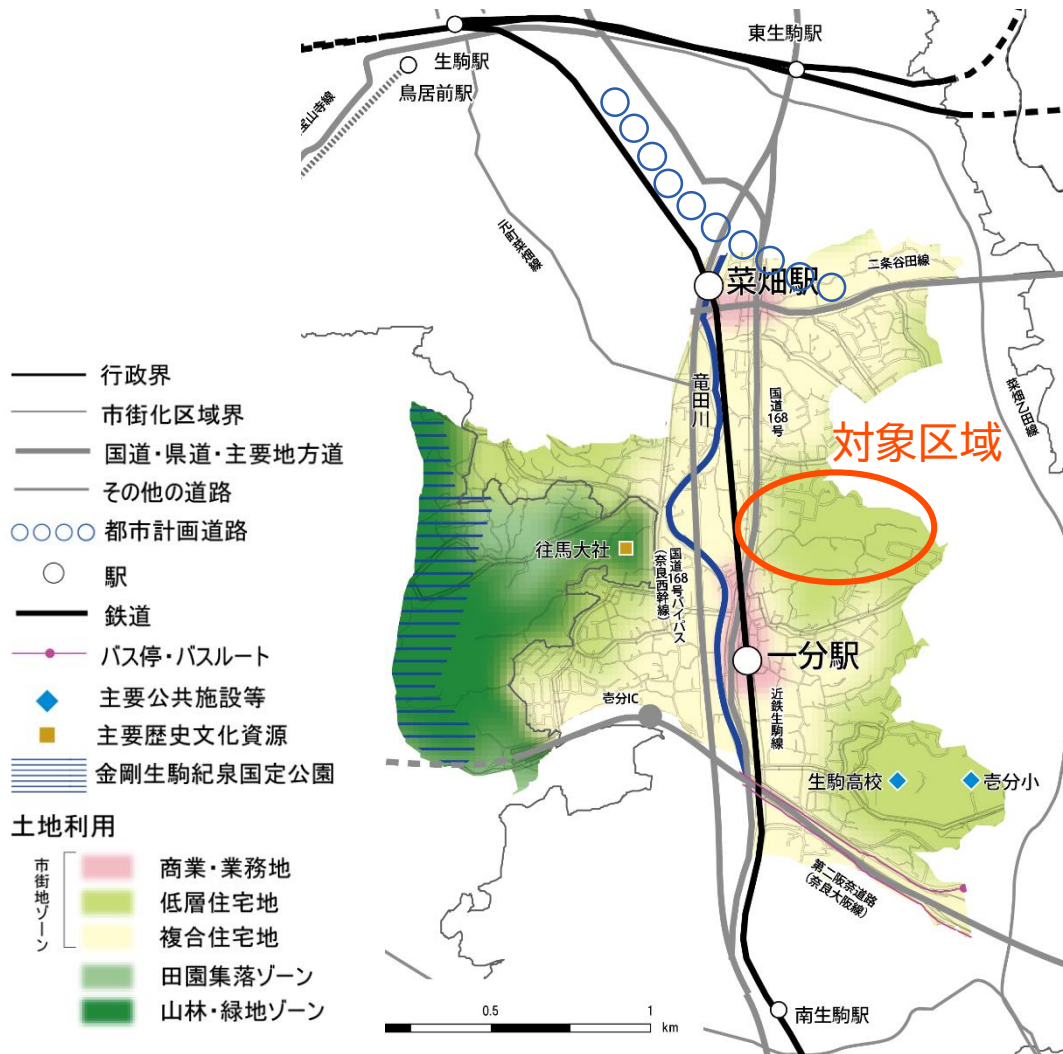 東生駒駅
生駒駅
鳥居前駅
宝山寺線
元町菜畑線
二条谷田線
菜畑駅
竜田川
国道168号
菜畑乙田線
対象区域
往馬大社
国道168号バイパス
(奈良西幹線)
一分駅
壱分IC
近鉄生駒線
生駒高校
壱分小
第二阪奈道路
(奈良大阪線)
南生駒駅
0.5
1
km
行政界
市街化区域界
国道・県道・主要地方道
その他の道路
都市計画道路
駅
鉄道
バス停・バスルート
主要公共施設等
主要歴史文化資源
金剛生駒紀泉国定公園
土地利用
市街地ゾーン
商業・業務地
低層住宅地
複合住宅地
田園集落ゾーン
山林・緑地ゾーン